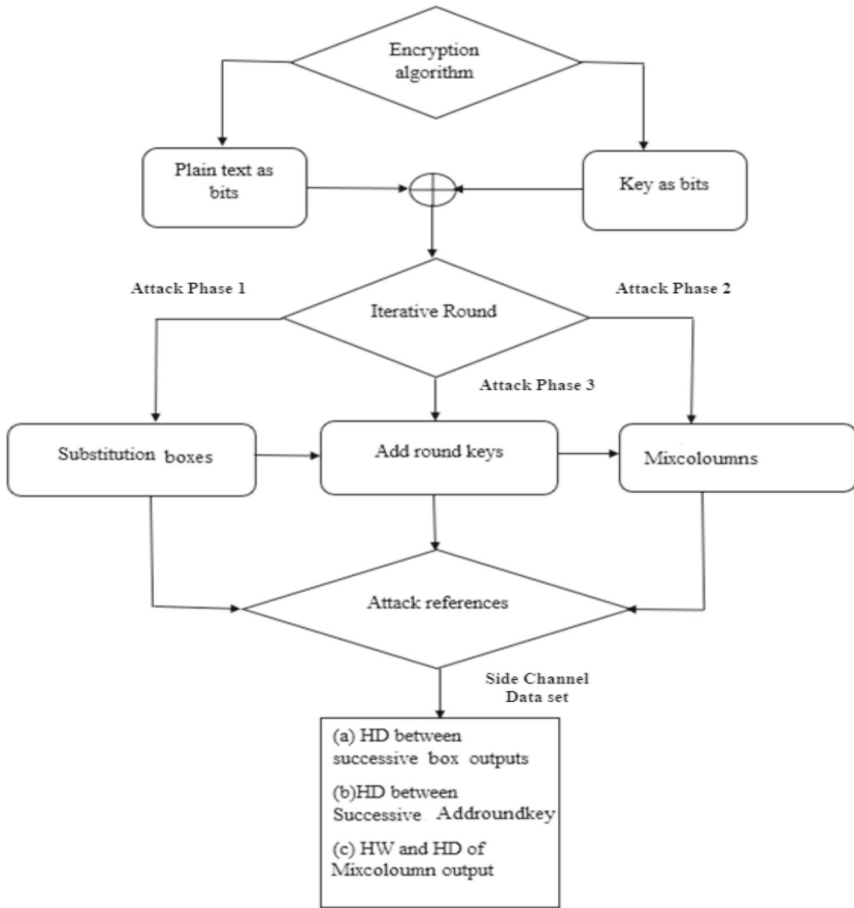 Encryption
algorithm
Plain text as
bits
Key as bits
Attack Phase 1
Attack Phase 2
Iterative Round
Attack Phase 3
Substitution boxes
Add round keys
Mixcoloumns
Attack references
Side Channel
Data set
(a) HD between
successive box outputs
(b)HD between
Successive Addroundkey
(c) HW and HD of
Mixcoloumn output